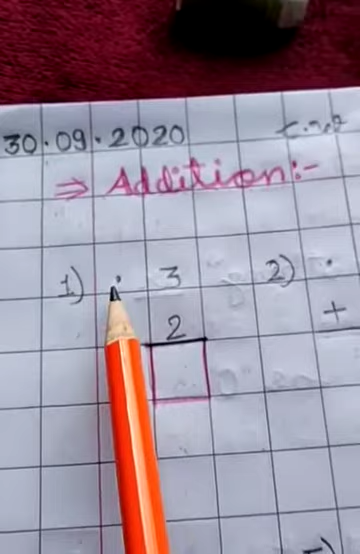 30.09.2020 C.W
⇒ Addition:-
1) 3 2)
2 +